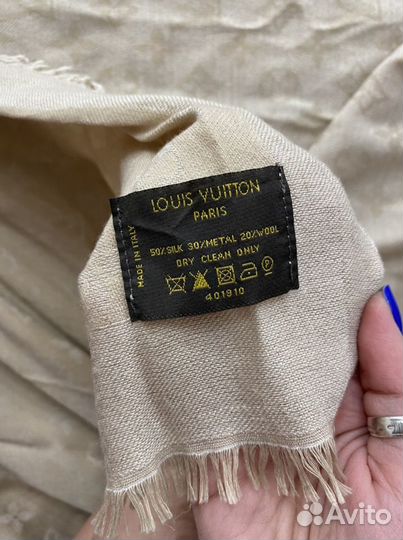 LOUIS VUITTON
PARIS
50%SILK 30%METAL 20%WOOL
DRY CLEAN ONLY
401910
MADE IN ITALY
Avito